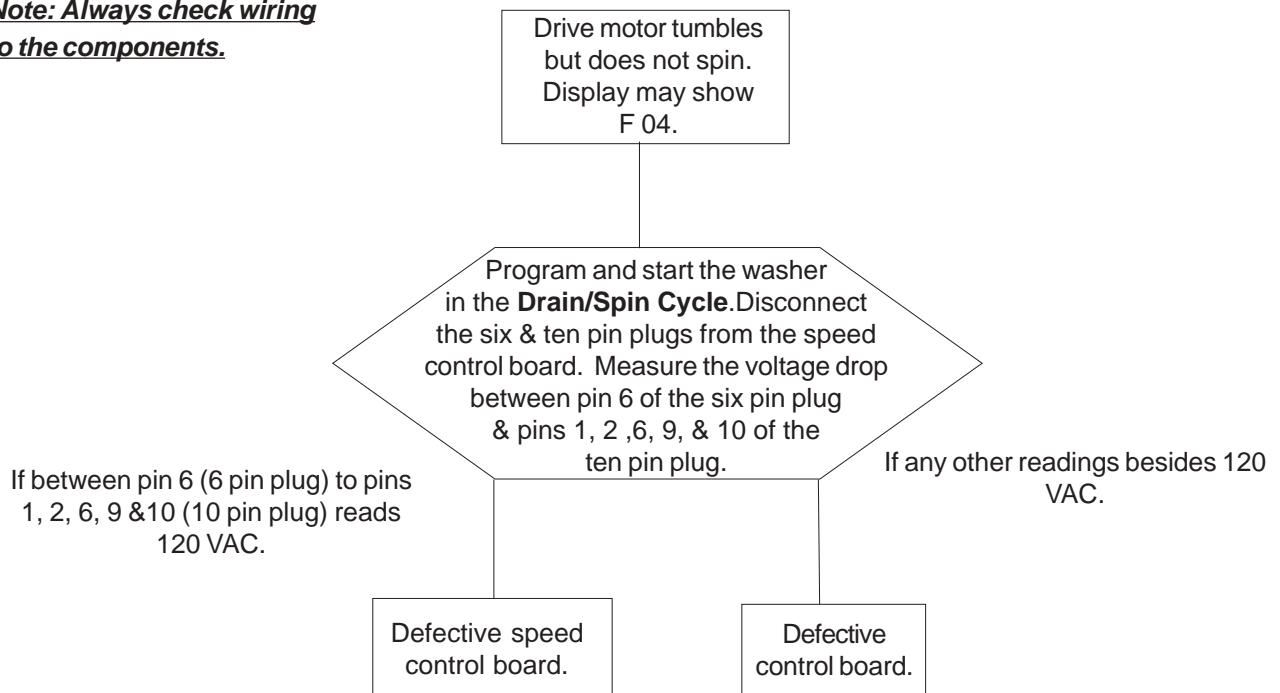 Note: Always check wiring
o the components.
Drive motor tumbles
but does not spin.
Display may show
F 04.
Program and start the washer
in the Drain/Spin Cycle.Disconnect
the six & ten pin plugs from the speed
control board. Measure the voltage drop
between pin 6 of the six pin plug
& pins 1, 2 ,6, 9, & 10 of the
ten pin plug.
If between pin 6 (6 pin plug) to pins
1, 2, 6, 9 &10 (10 pin plug) reads
120 VAC.
If any other readings besides 120
VAC.
Defective speed
control board.
Defective
control board.